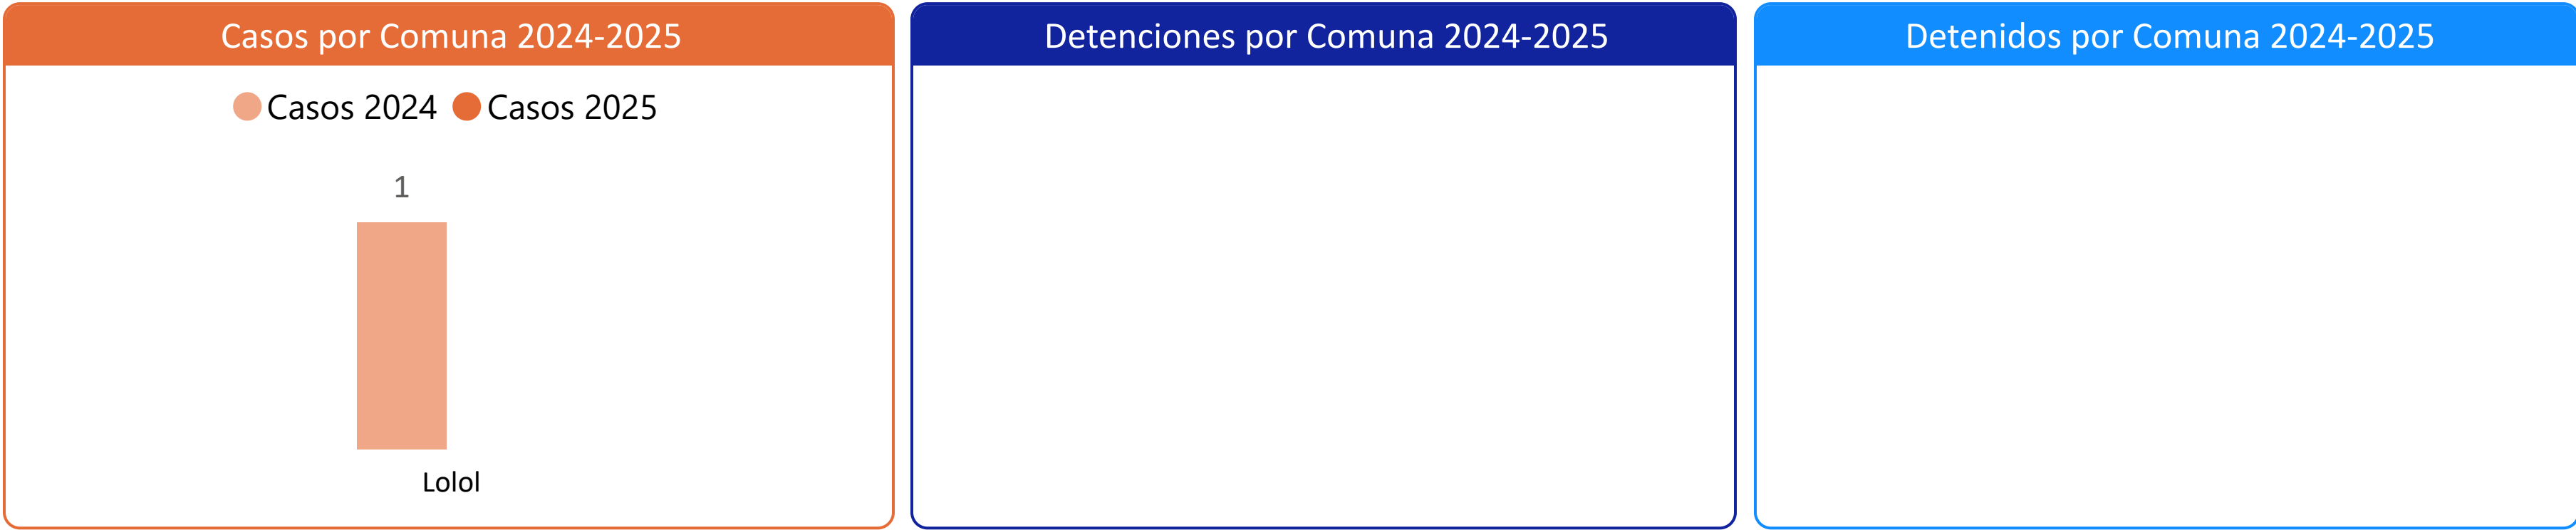 Casos por Comuna 2024-2025
Casos 2024 Casos 2025
1
Lolol
Detenciones por Comuna 2024-2025
Detenidos por Comuna 2024-2025